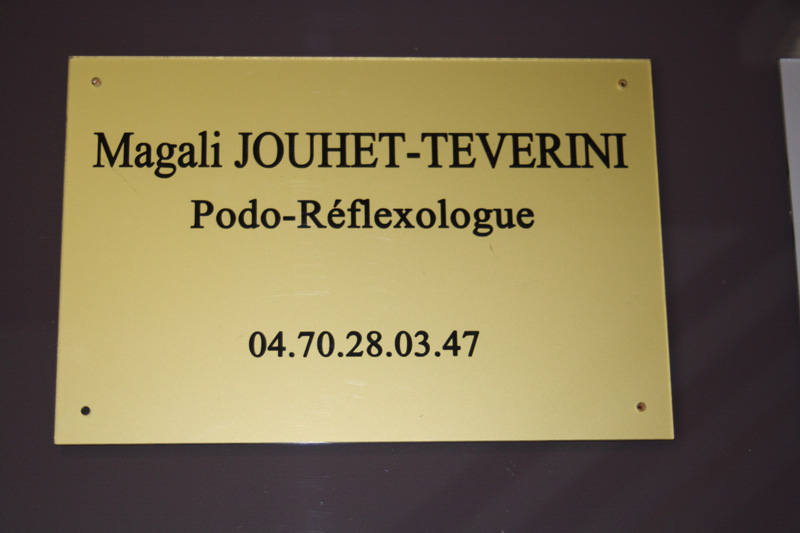 Magali JOUHET-TEVERINI
Podo-Réflexologue
04.70.28.03.47